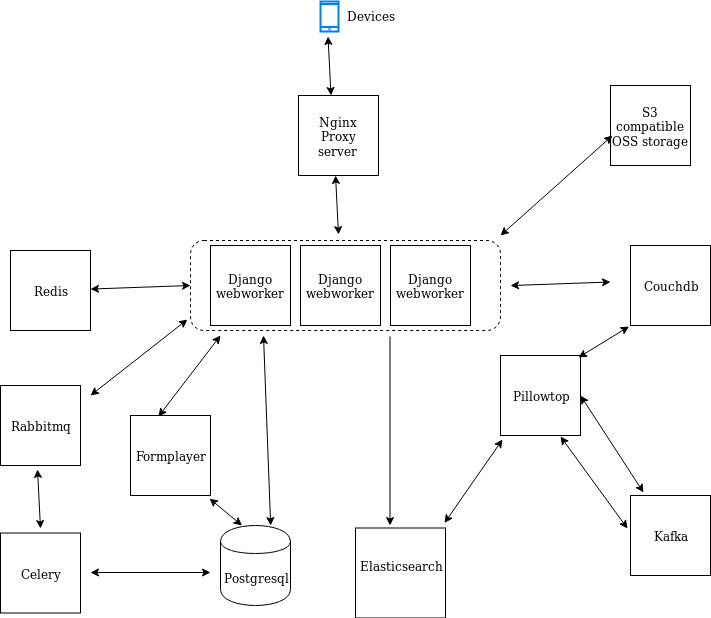 Devices
Nginx
Proxy
server
S3
compatible
OSS storage
Redis
Django
webworker
Django
webworker
Django
webworker
Couchdb
Rabbitmq
Formplayer
Pillowtop
Celery
Postgresql
Elasticsearch
Kafka